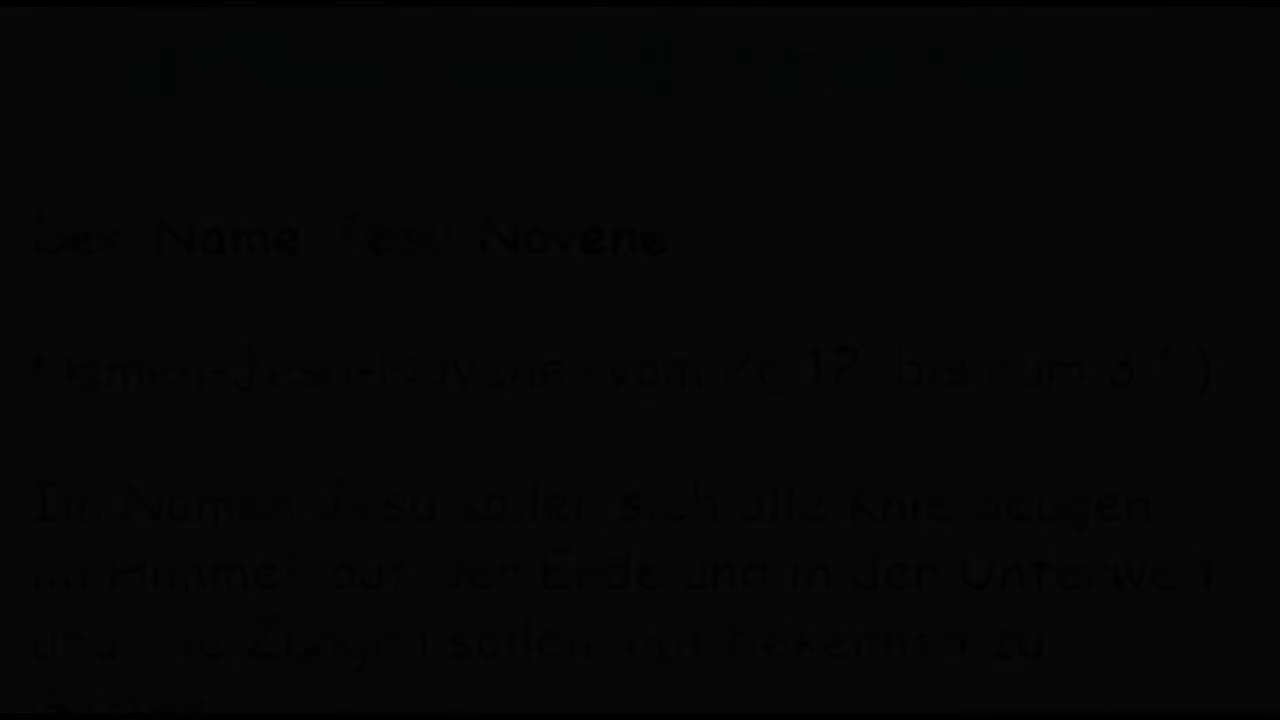 Der Name Jesu Novene
Namen-Jesu-Novene (vom 26.12. bis zum 3.1.)
Im Namen Jesu sollen sich alle Knie beugen
im Himmel, auf der Erde und in der Unterwelt
und alle Zungen sollen laut bekennen zu